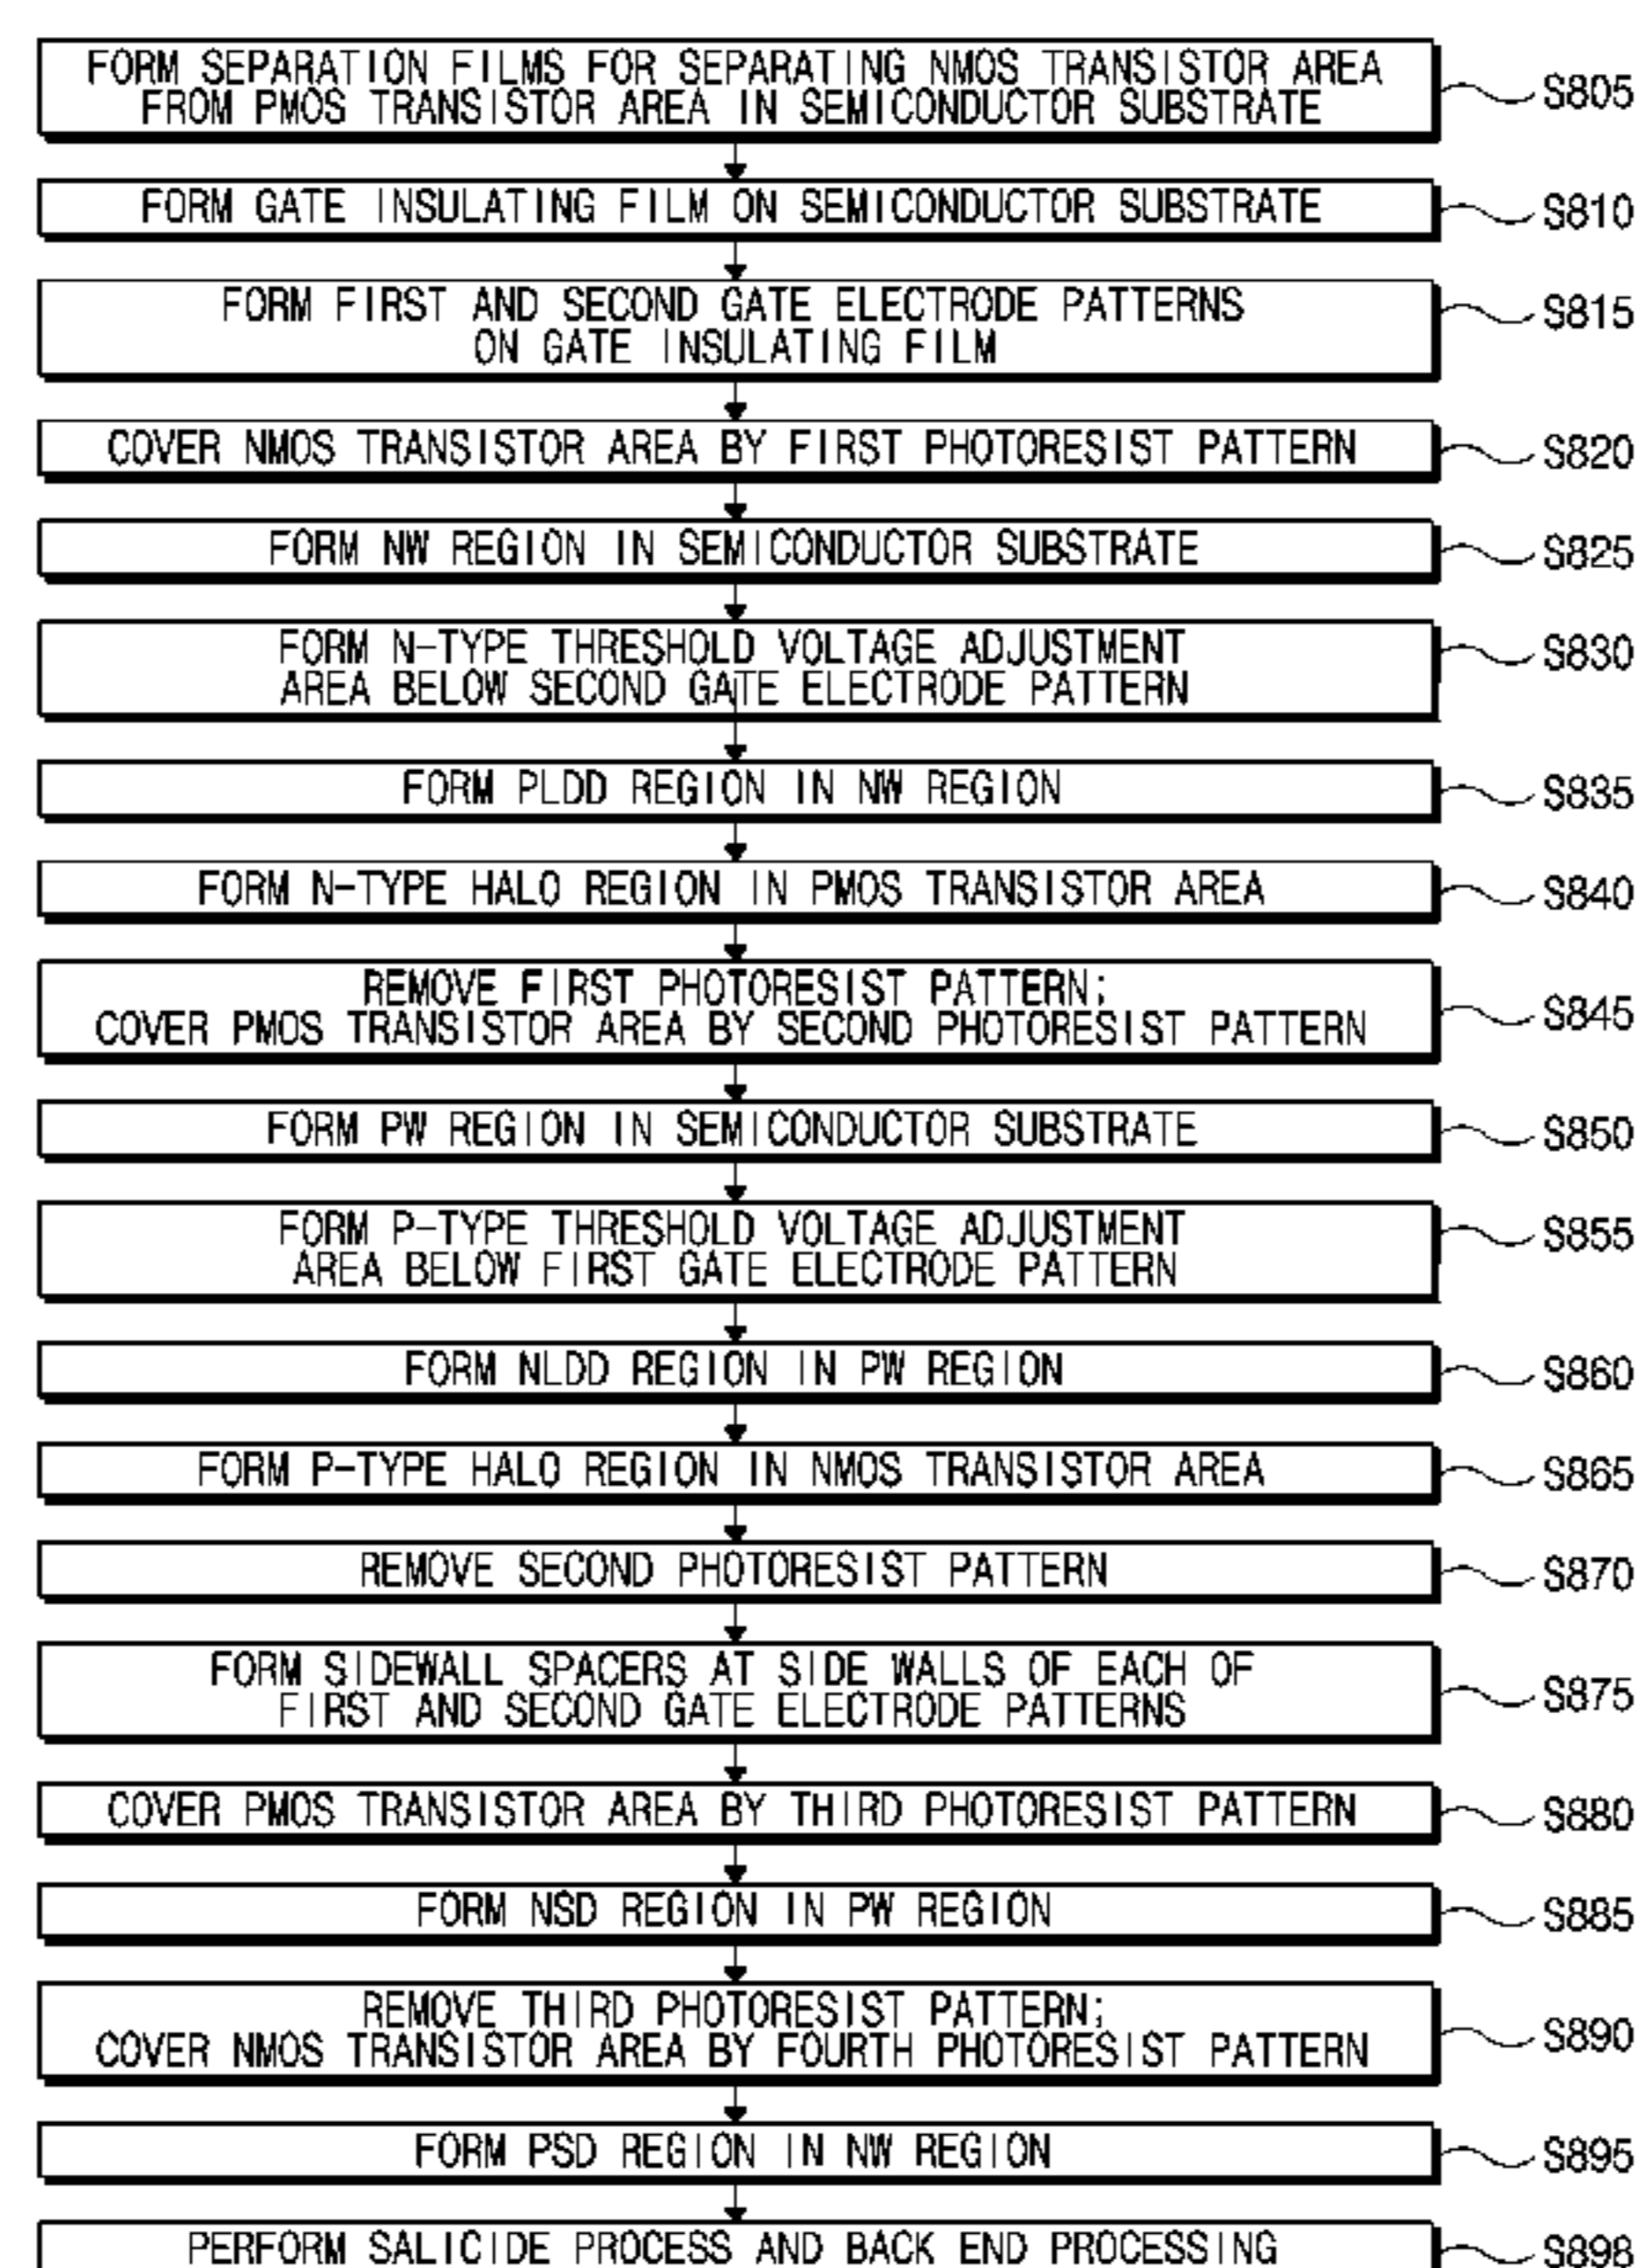 FORM SEPARATION FILMS FOR SEPARATING NMOS TRANSISTOR AREA
FROM PMOS TRANSISTOR AREA IN SEMICONDUCTOR SUBSTRATE
S805
FORM GATE INSULATING FILM ON SEMICONDUCTOR SUBSTRATE
S810
FORM FIRST AND SECOND GATE ELECTRODE PATTERNS
ON GATE INSULATING FILM
S815
COVER NMOS TRANSISTOR AREA BY FIRST PHOTORESIST PATTERN
S820
FORM NW REGION IN SEMICONDUCTOR SUBSTRATE
S825
FORM N-TYPE THRESHOLD VOLTAGE ADJUSTMENT
AREA BELOW SECOND GATE ELECTRODE PATTERN
S830
FORM PLDD REGION IN NW REGION
S835
FORM N-TYPE HALO REGION IN PMOS TRANSISTOR AREA
S840
REMOVE FIRST PHOTORESIST PATTERN;
COVER PMOS TRANSISTOR AREA BY SECOND PHOTORESIST PATTERN
S845
FORM PW REGION IN SEMICONDUCTOR SUBSTRATE
S850
FORM P-TYPE THRESHOLD VOLTAGE ADJUSTMENT
AREA BELOW FIRST GATE ELECTRODE PATTERN
S855
FORM NLDD REGION IN PW REGION
S860
FORM P-TYPE HALO REGION IN NMOS TRANSISTOR AREA
S865
REMOVE SECOND PHOTORESIST PATTERN
S870
FORM SIDEWALL SPACERS AT SIDE WALLS OF EACH OF
FIRST AND SECOND GATE ELECTRODE PATTERNS
S875
COVER PMOS TRANSISTOR AREA BY THIRD PHOTORESIST PATTERN
S880
FORM NSD REGION IN PW REGION
S885
REMOVE THIRD PHOTORESIST PATTERN;
COVER NMOS TRANSISTOR AREA BY FOURTH PHOTORESIST PATTERN
S890
FORM PSD REGION IN NW REGION
S895
PERFORM SALICIDE PROCESS AND BACK END PROCESSING
S898